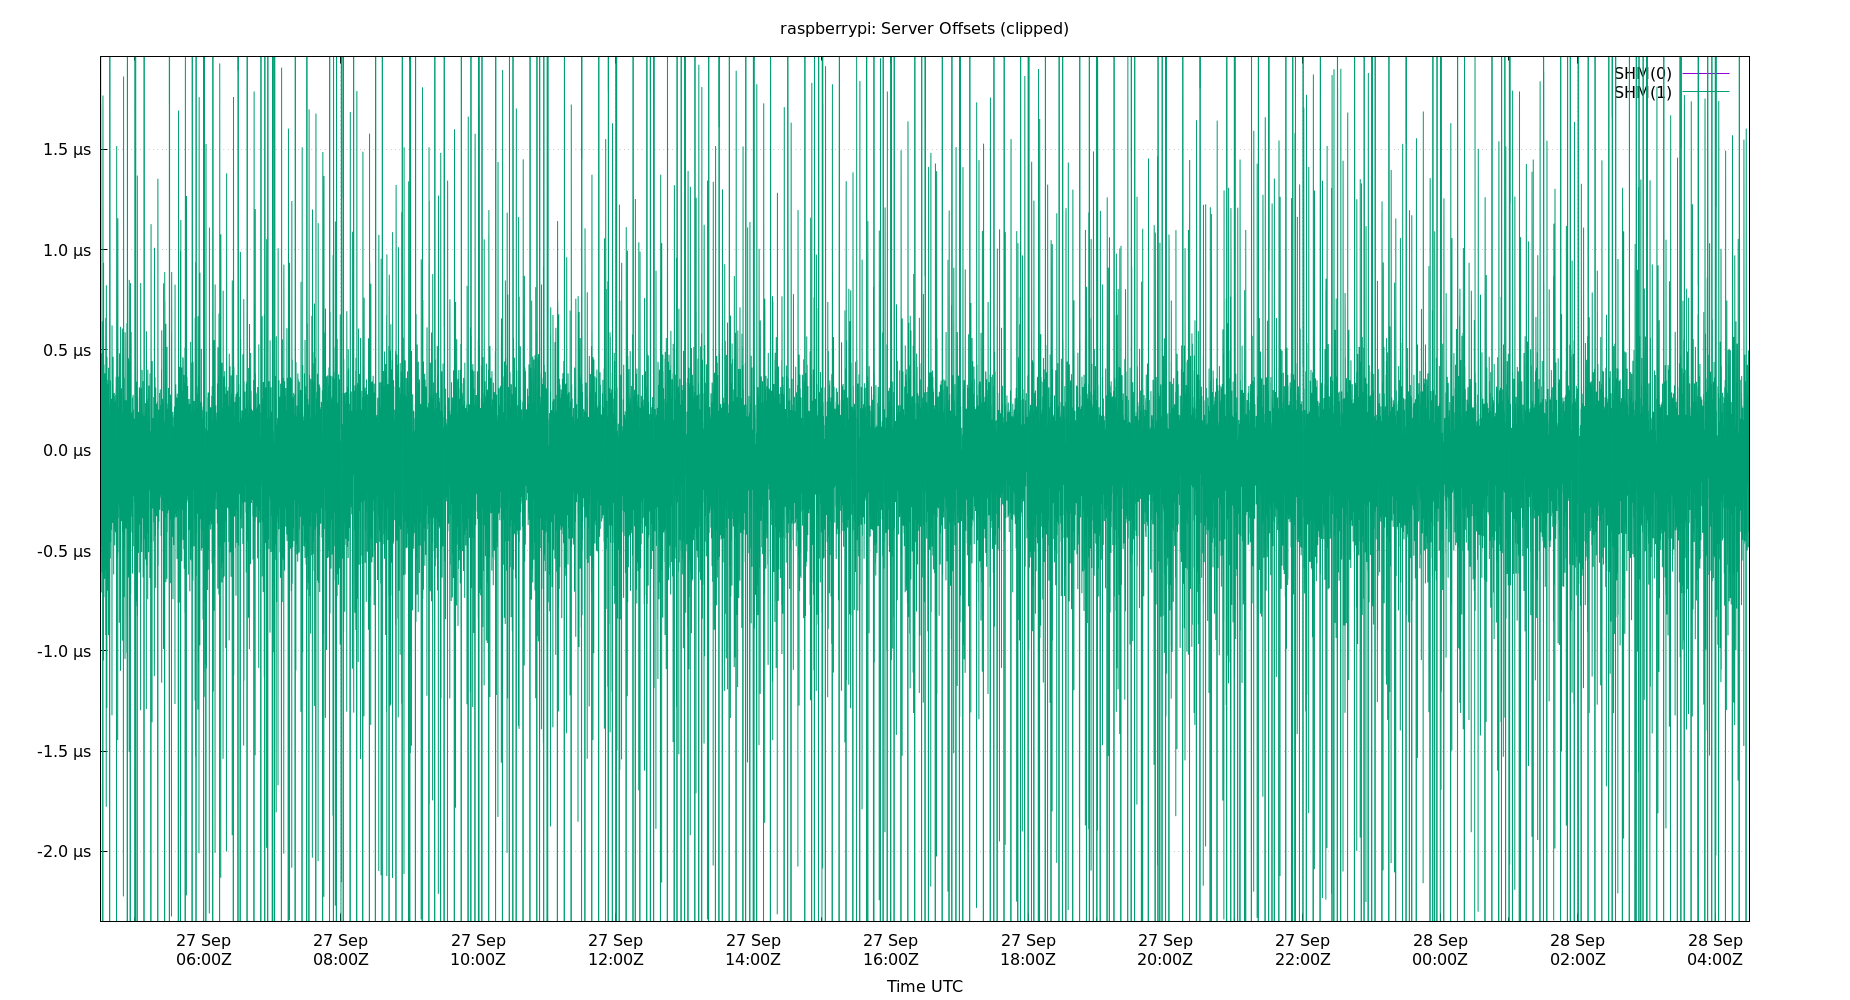 raspberrypi: Server Offsets (clipped)
SHM(0)
SHM(1)
1.5 μs
1.0 μs
0.5 μs
0.0 μs
-0.5 μs
-1.0 μs
-1.5 μs
-2.0 μs
27 Sep 27 Sep 27 Sep 27 Sep 27 Sep 27 Sep 27 Sep 27 Sep 27 Sep 28 Sep 28 Sep 28 Sep
06:00Z 08:00Z 10:00Z 12:00Z 14:00Z 16:00Z 18:00Z 20:00Z 22:00Z 00:00Z 02:00Z 04:00Z
Time UTC